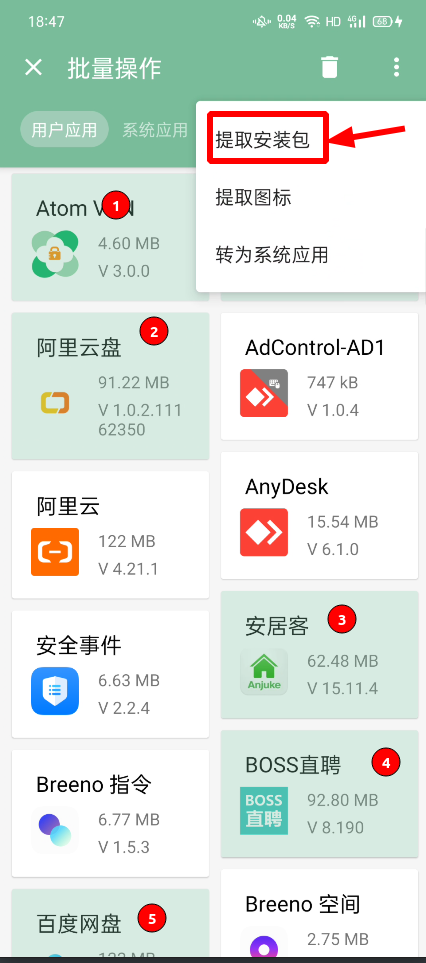 18:47
0.04
KB/S
HD
4G
68
批量操作
用户应用
系统应用
提取安装包
提取图标
转为系统应用
1
4.60 MB
V 3.0.0
阿里云盘
2
91.22 MB
V 1.0.2.111
62350
AdControl-AD1
747 kB
V 1.0.4
阿里云
122 MB
V 4.21.1
AnyDesk
15.54 MB
V 6.1.0
安全事件
6.63 MB
V 2.2.4
安居客
3
Anjuke
62.48 MB
V 15.11.4
Breeno 指令
6.77 MB
V 1.5.3
BOSS直聘
4
BOSS
直聘
92.80 MB
V 8.190
百度网盘
5
Breeno 空间
2.75 MB